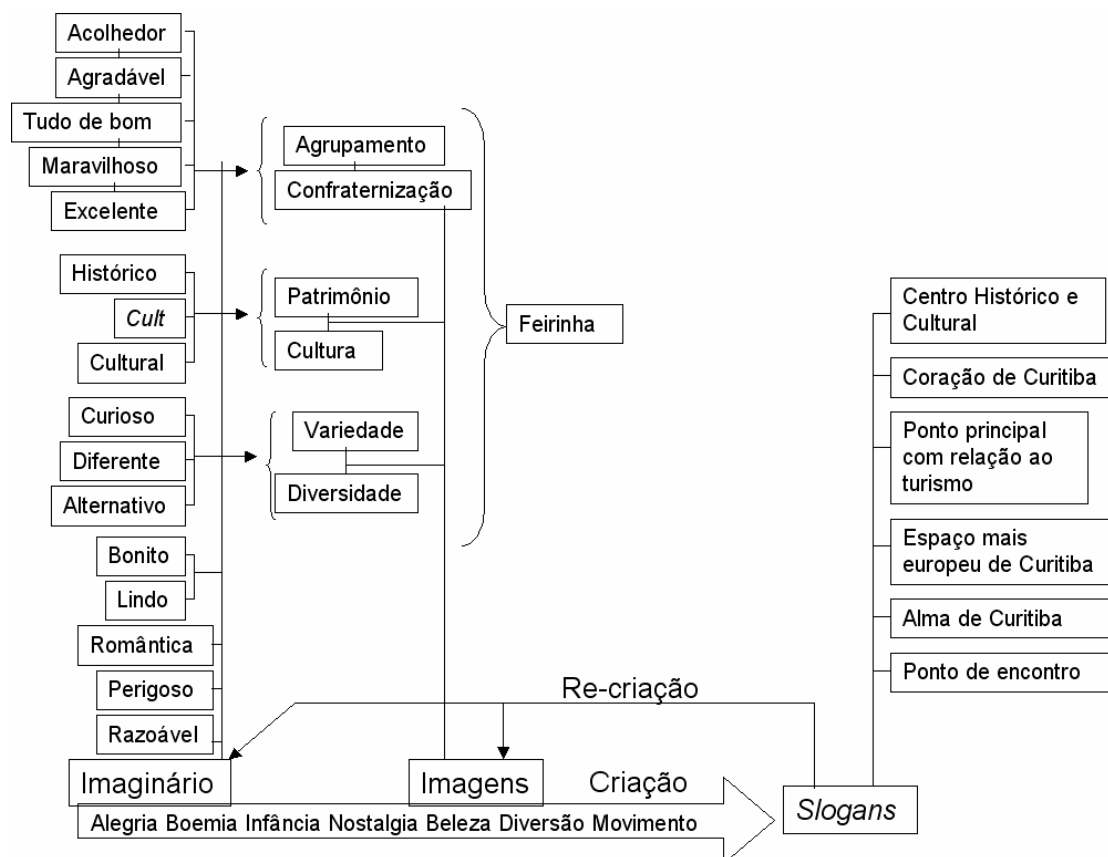 Acolhedor
Agradável
Tudo de bom
Maravilhoso
Excelente
Histórico
Cult
Cultural
Curioso
Diferente
Alternativo
Bonito
Lindo
Romântica
Perigoso
Razoável
Imaginário
Agrupamento
Confraternização
Patrimônio
Cultura
Variedade
Diversidade
Imagens
Feirinha
Centro Histórico e
Cultural
Coração de Curitiba
Ponto principal
com relação ao
turismo
Espaço mais
europeu de Curitiba
Alma de Curitiba
Ponto de encontro
Re-criação
Criação
Slogans
Alegria Boemia Infância Nostalgia Beleza Diversão Movimento